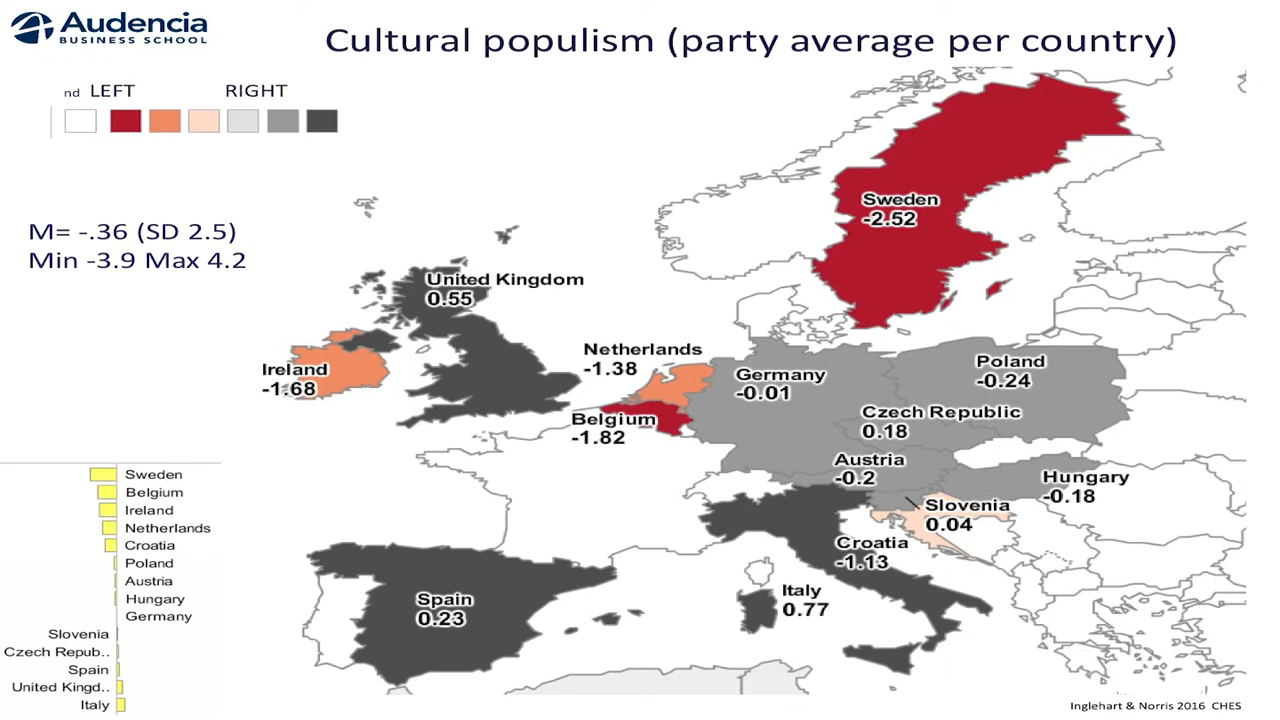 Audencia
BUSINESS SCHOOL
Cultural populism (party average per country)
nd LEFT RIGHT
M= -.36 (SD 2.5)
Min -3.9 Max 4.2
Sweden
-2.52
United Kingdom
0.55
Ireland
-1.68
Netherlands
-1.38
Belgium
-1.82
Germany
-0.01
Poland
-0.24
Czech Republic
0.18
Austria
-0.2
Hungary
-0.18
Slovenia
0.04
Croatia
-1.13
Italy
0.77
Spain
0.23
Sweden
Belgium
Ireland
Netherlands
Croatia
Poland
Austria
Hungary
Germany
Slovenia
Czech Repub..
Spain
United Kingd..
Italy
Inglehart & Norris 2016 CHES